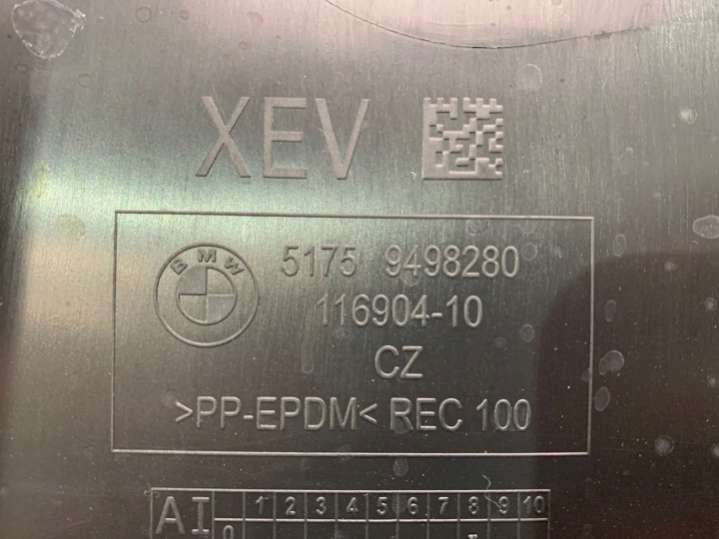 XEV
BMW
5175 9498280
116904-10
CZ
>PP-EPDM< REC 100
AI
1 2 3 4 5 6 7 8 9 10
0